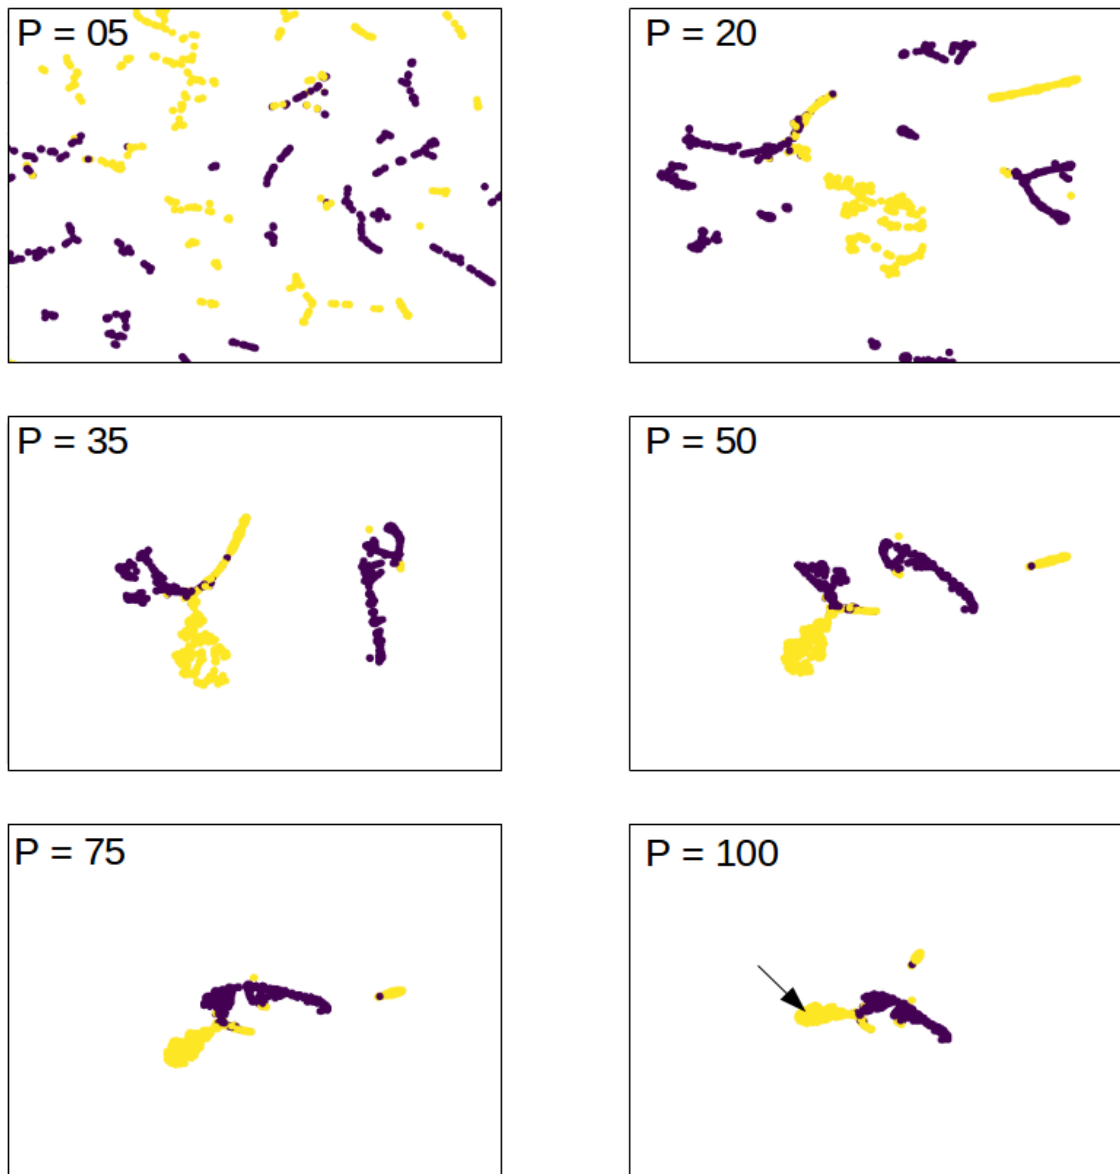 P = 05
P = 20
P = 35
P = 50
P = 75
P = 100